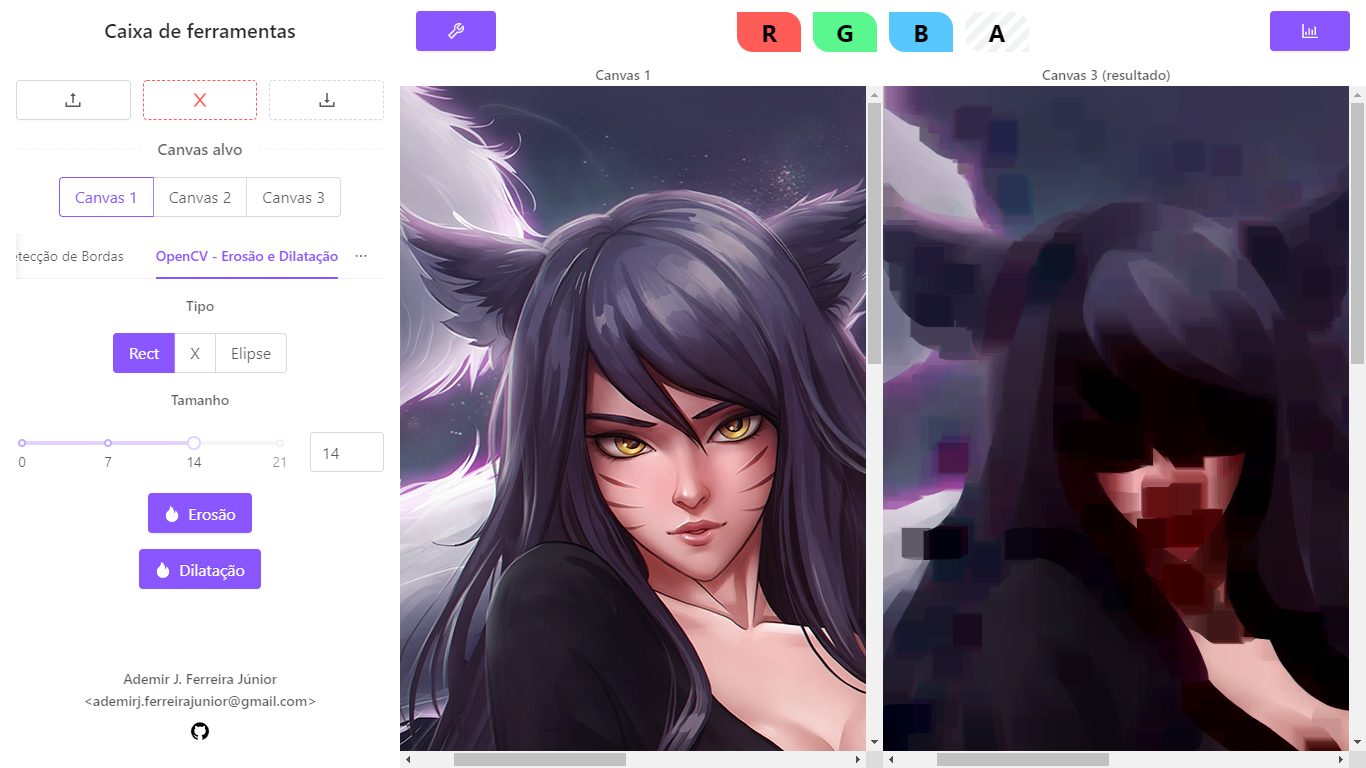 Caixa de ferramentas
R G B A
Canvas 1
Canvas 3 (resultado)
Canvas alvo
Canvas 1 Canvas 2 Canvas 3
de Bordas OpenCV - Erosão e Dilatação ...
Tipo
Rect X Elipse
Tamanho
14
0 7 14 21
Erosão
Dilatação
Ademir J. Ferreira Júnior
<ademirj.ferreirajunior@gmail.com>